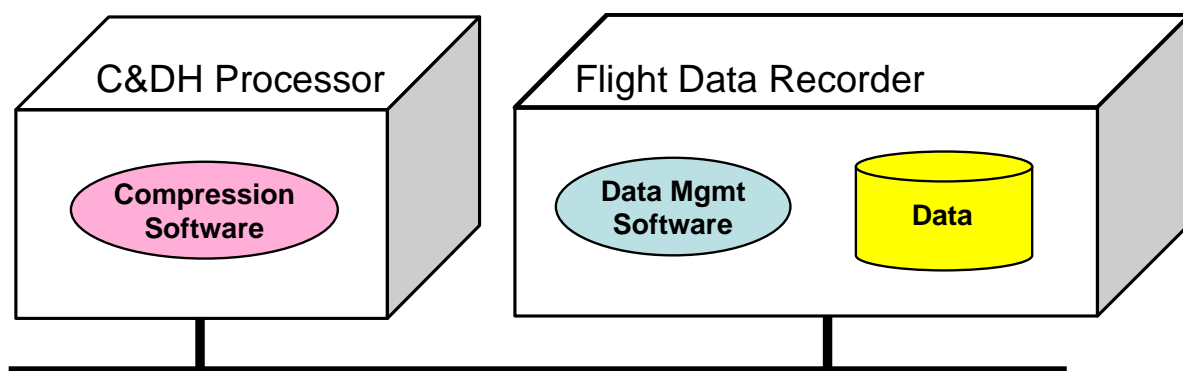 C&DH Processor
Flight Data Recorder
Compression
Software
Data Mgmt
Software
Data